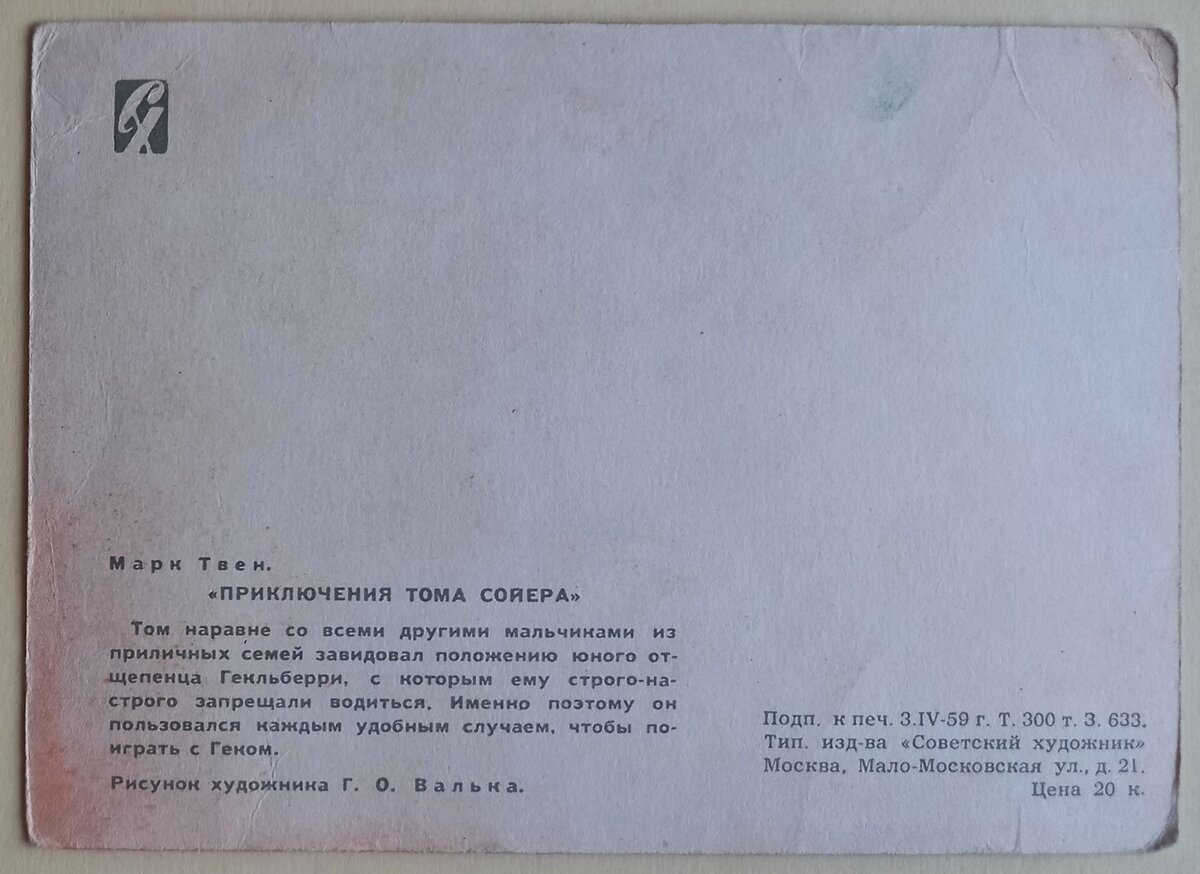 СХ
Марк Твен.
«ПРИКЛЮЧЕНИЯ ТОМА СОЙЕРА»
Том наравне со всеми другими мальчиками из
приличных семей завидовал положению юного от-
щепенца Гекльберри, с которым ему строго-на-
строго запрещали водиться. Именно поэтому он
пользовался каждым удобным случаем, чтобы по-
играть с Геком.
Рисунок художника Г. О. Валька.
Подп. к печ. 3.IV-59 г. Т. 300 т. З. 633.
Тип. изд-ва «Советский художник»
Москва, Мало-Московская ул., д. 21.
Цена 20 к.